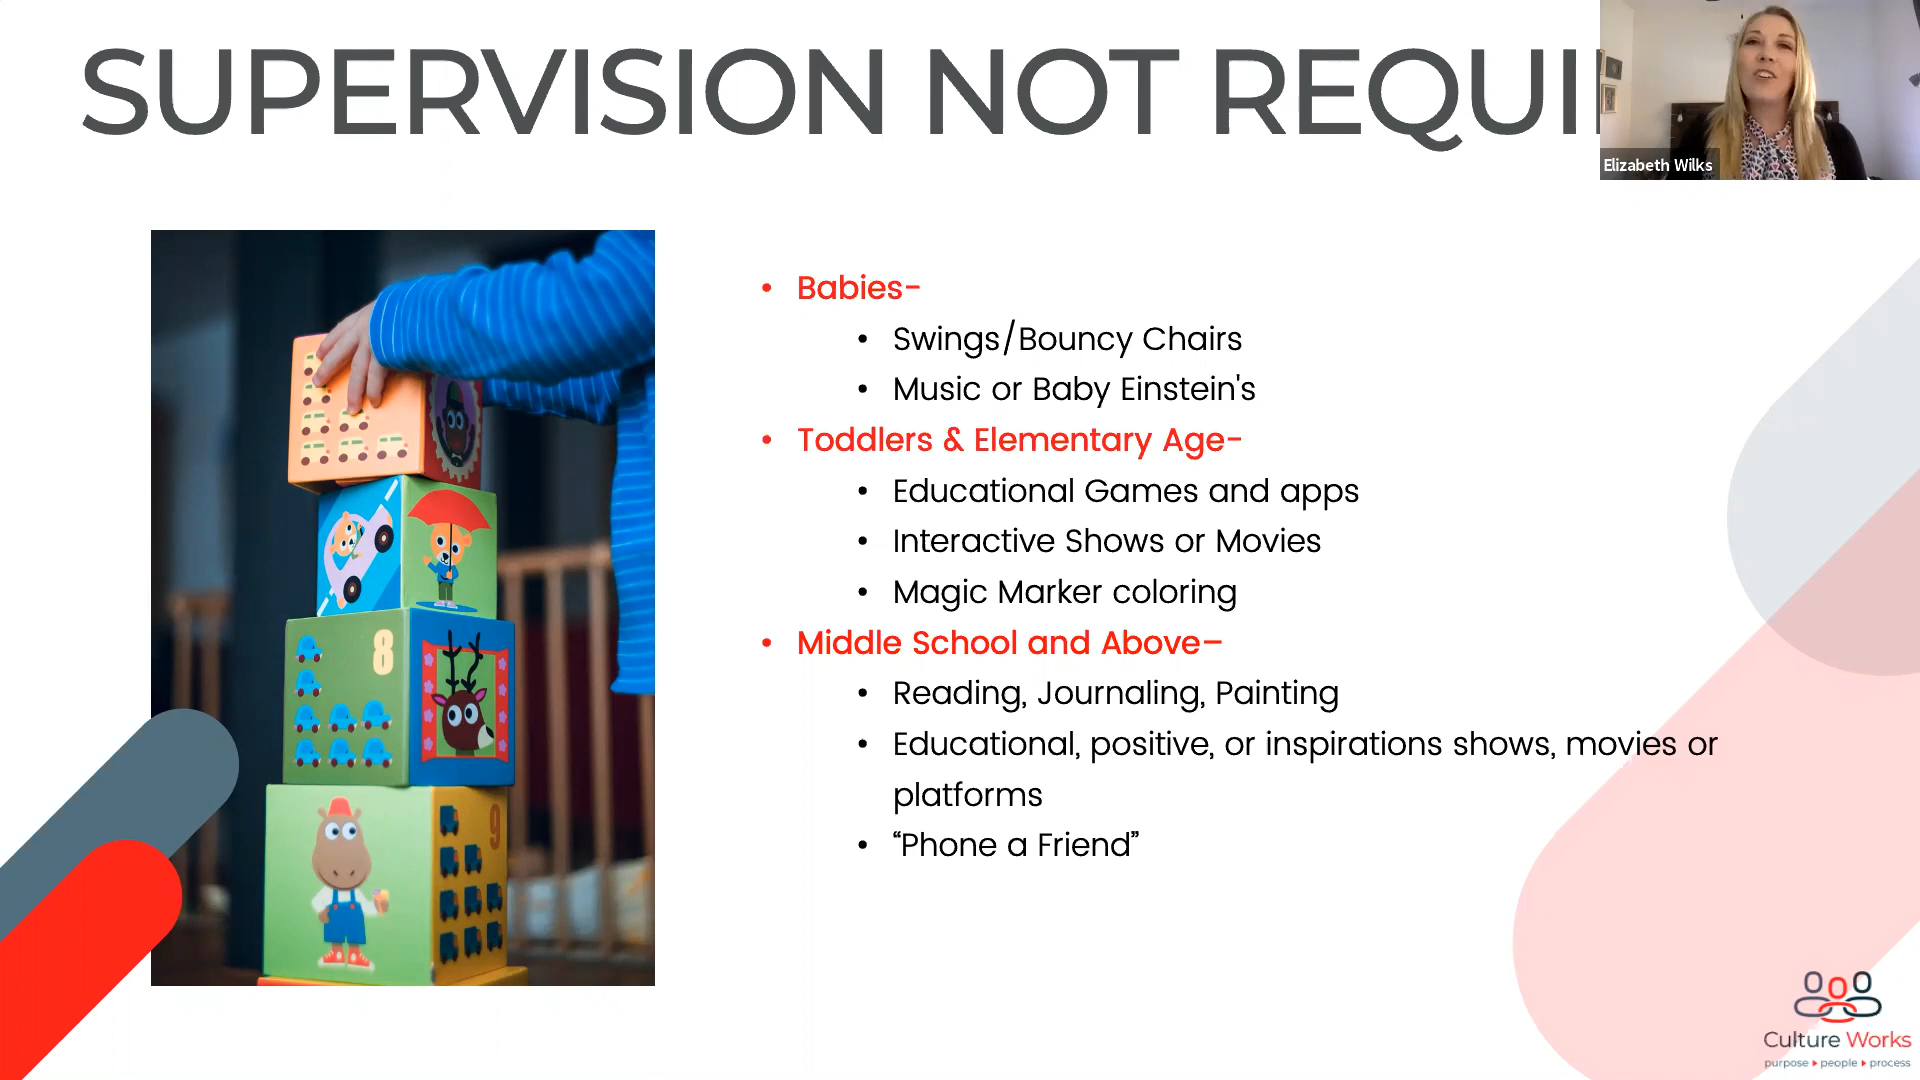 SUPERVISION NOT REQUI
Elizabeth Wilks
• Babies-
• Swings/Bouncy Chairs
• Music or Baby Einstein's
• Toddlers & Elementary Age-
• Educational Games and apps
• Interactive Shows or Movies
• Magic Marker coloring
• Middle School and Above–
• Reading, Journaling, Painting
• Educational, positive, or inspirations shows, movies or
platforms
• “Phone a Friend”
8
9
Culture Works
purpose ▸ people ▸ process